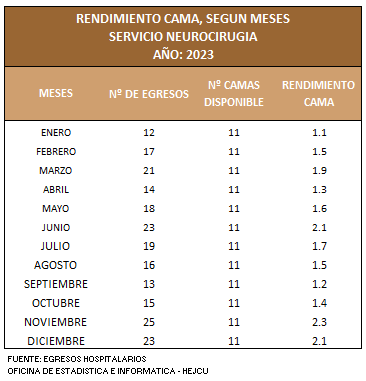 RENDIMIENTO CAMA, SEGUN MESES
SERVICIO NEUROCIRUGIA
AÑO: 2023
MESES Nº DE EGRESOS Nº CAMAS DISPONIBLE RENDIMIENTO CAMA
ENERO 12 11 1.1
FEBRERO 17 11 1.5
MARZO 21 11 1.9
ABRIL 14 11 1.3
MAYO 18 11 1.6
JUNIO 23 11 2.1
JULIO 19 11 1.7
AGOSTO 16 11 1.5
SEPTIEMBRE 13 11 1.2
OCTUBRE 15 11 1.4
NOVIEMBRE 25 11 2.3
DICIEMBRE 23 11 2.1
FUENTE: EGRESOS HOSPITALARIOS
OFICINA DE ESTADISTICA E INFORMATICA - HEJCU